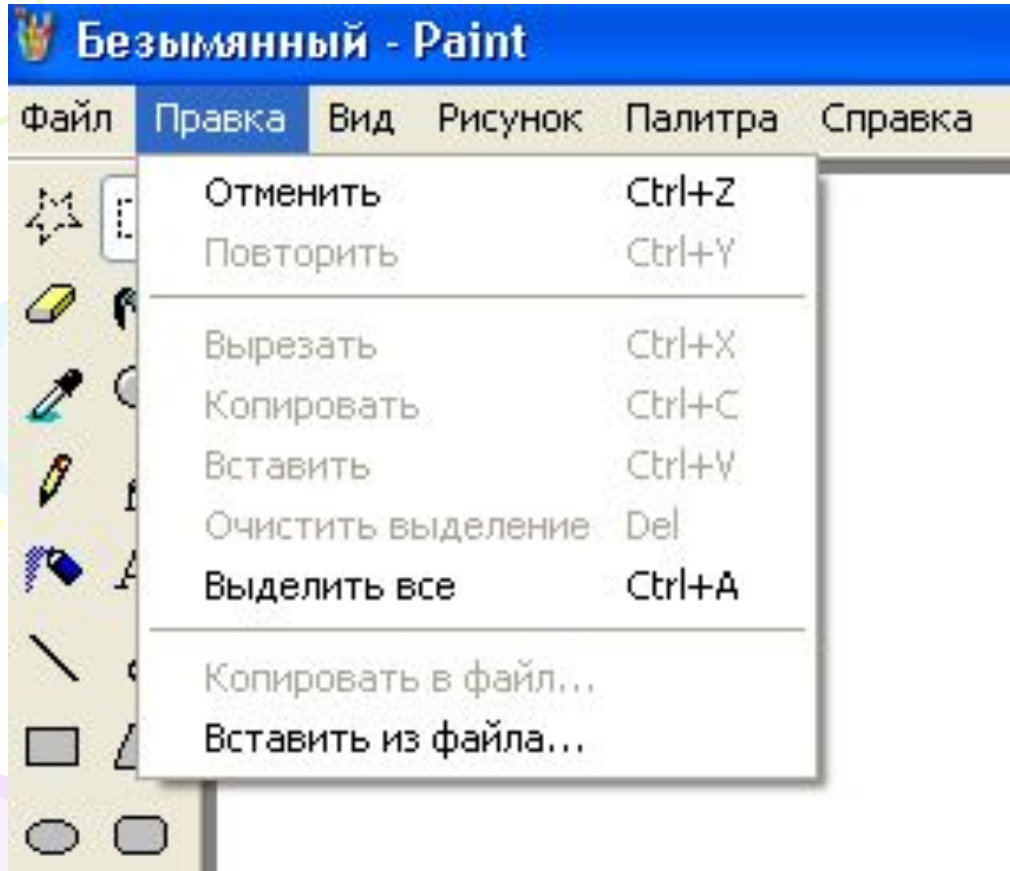 Безымянный - Paint
Файл Правка Вид Рисунок Палитра Справка
Отменить Ctrl+Z
Повторить Ctrl+Y
Вырезать Ctrl+X
Копировать Ctrl+C
Вставить Ctrl+V
Очистить выделение Del
Выделить все Ctrl+A
Копировать в файл...
Вставить из файла...